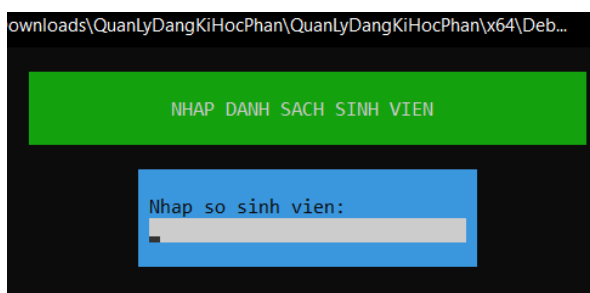 ownloads\QuanLyDangKiHocPhan\QuanLyDangKiHocPhan\x64\Deb...
NHAP DANH SACH SINH VIEN
Nhap so sinh vien: